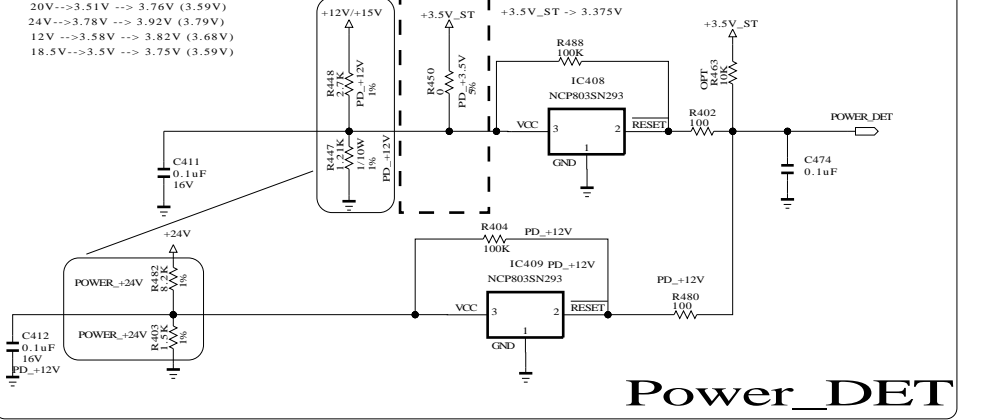 20V-->3.51V --> 3.76V (3.59V)
24V-->3.78V --> 3.92V (3.79V)
12V -->3.58V --> 3.82V (3.68V)
18.5V-->3.5V --> 3.75V (3.59V)
+12V/+15V
+3.5V_ST
+3.5V_ST -> 3.375V
+3.5V_ST
R448
2.7K
PD_+12V
1%
R450
0
PD_+3.5V
5%
R488
100K
IC408
NCP803SN293
OPT
R463
10K
VCC
3
2
RESET
1
GND
R402
100
POWER_DET
R447
1.21K
1/10W
1%
PD_+12V
C411
0.1uF
16V
C474
0.1uF
+24V
POWER_+24V
R482
8.2K
1%
POWER_+24V
R403
1.5K
1%
C412
0.1uF
16V
PD_+12V
R404
100K
PD_+12V
IC409
PD_+12V
NCP803SN293
VCC
3
2
RESET
1
GND
PD_+12V
R480
100
Power_DET